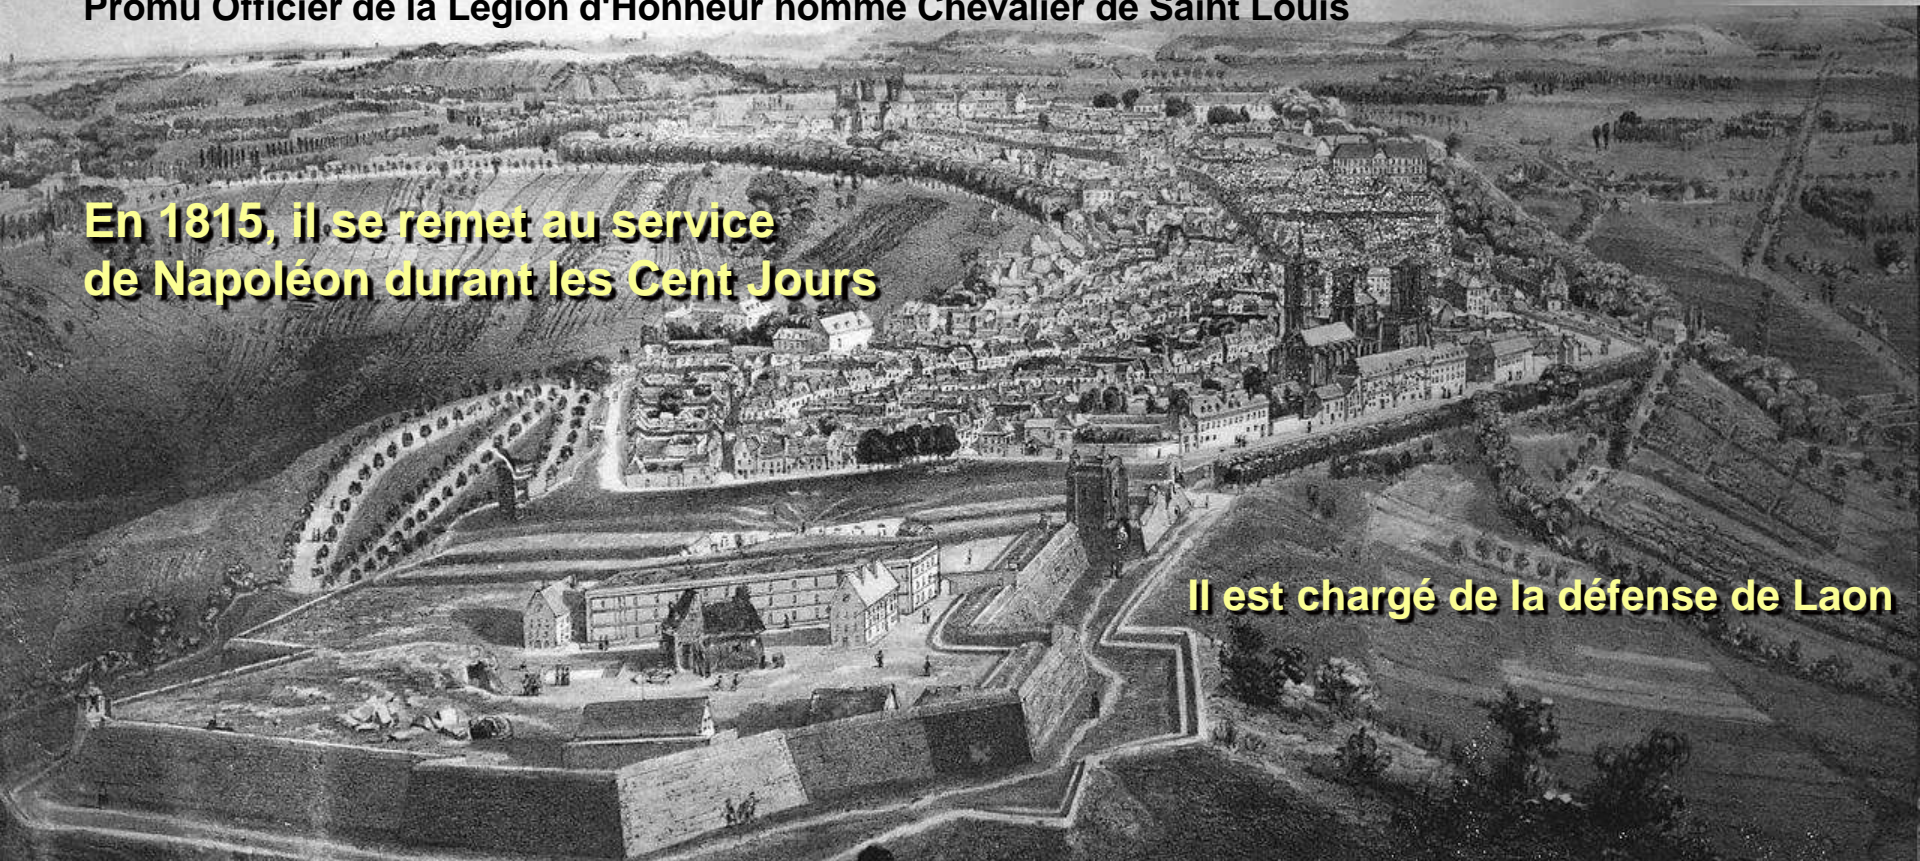 Promu Officier de la Légion d'Honneur nommé Chevalier de Saint Louis
En 1815, il se remet au service
de Napoléon durant les Cent Jours
Il est chargé de la défense de Laon